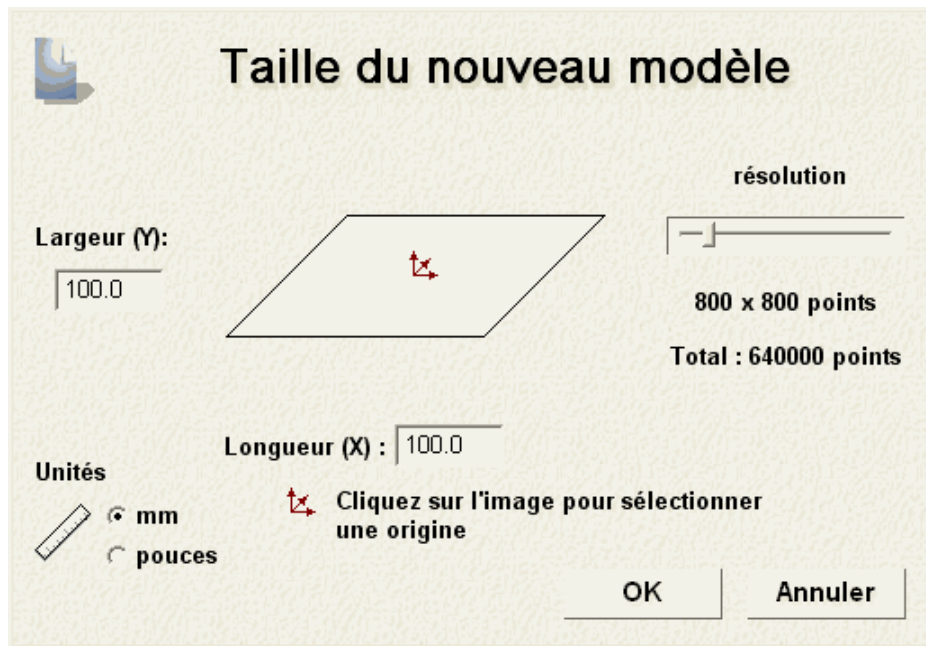 Taille du nouveau modèle
résolution
Largeur (Y):
100.0
800 x 800 points
Total : 640000 points
Longueur (X) : 100.0
Unités
mm
pouces
Cliquez sur l'image pour sélectionner
une origine
OK
Annuler